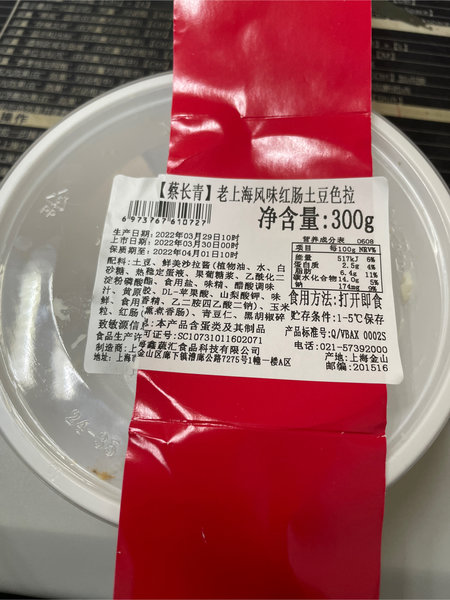 【蔡长青】老上海风味红肠土豆色拉
6973767610727
净含量:300g
生产日期:2022年03月29日10时
上市日期:2022年03月30日00时
保质期至:2022年04月01日10时
营养成分表 0608
项目 每100g NRV%
能量 517kJ 6%
蛋白质 2.5g 4%
脂肪 6.4g 11%
碳水化合物 14.0g 5%
钠 174mg 9%
配料:土豆、鲜美沙拉酱(植物油、水、白
砂糖、热稳定蛋液、果葡糖浆、乙酰化二
淀粉磷酸酯、食用盐、味精、醋酸调味
汁、黄原胶、DL-苹果酸、山梨酸钾、味
鲜、食用香精、乙二胺四乙酸二钠)、玉米
粒、红肠(熏煮香肠)、青豆仁、黑胡椒碎
致敏源信息:本产品含蛋类及其制品
食品生产许可证号:SC10731011602071
制造商:上海鑫蔬汇食品科技有限公司
地址:上海市金山区廊下镇漕廊公路7275号1幢一楼A区
食用方法:打开即食
贮存条件:1-5℃保存
产品标准号:Q/VBAX 0002S
电话:021-57392000
产地:上海金山
邮编:201516